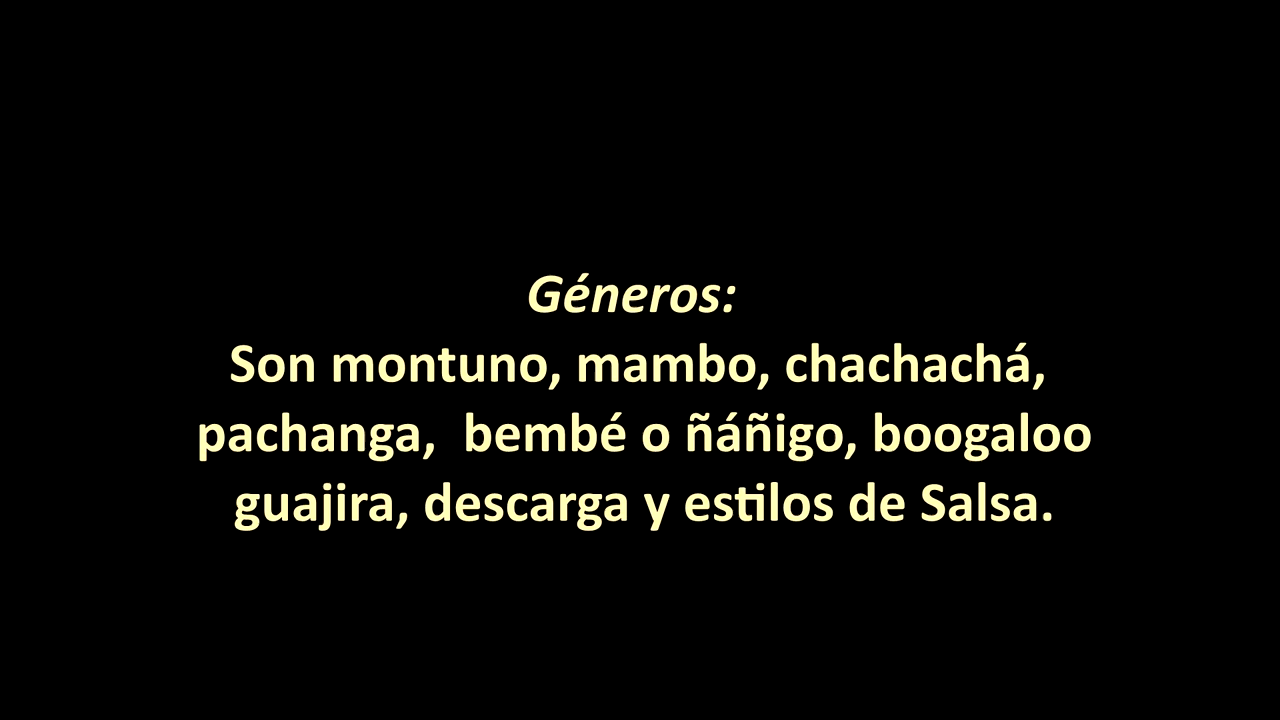 Géneros:
Son montuno, mambo, chachachá,
pachanga, bembé o ñáñigo, boogaloo
guajira, descarga y estilos de Salsa.